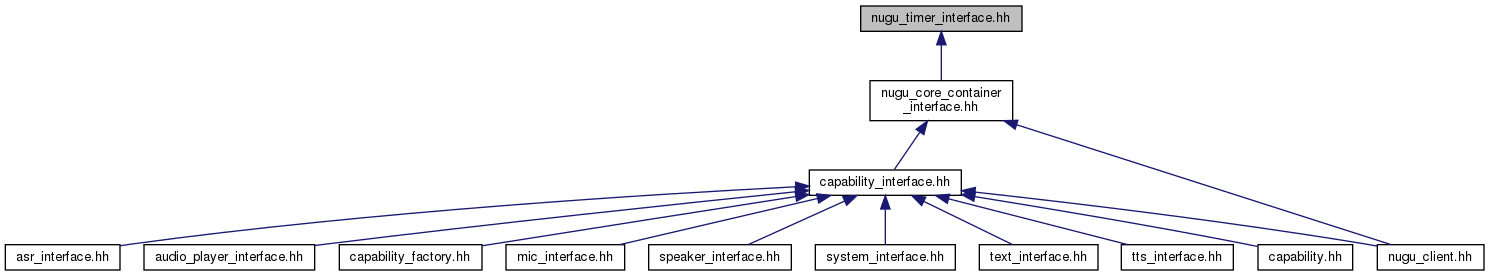 nugu_timer_interface.hh
nugu_core_container
_interface.hh
capability_interface.hh
asr_interface.hh
audio_player_interface.hh
capability_factory.hh
mic_interface.hh
speaker_interface.hh
system_interface.hh
text_interface.hh
tts_interface.hh
capability.hh
nugu_client.hh